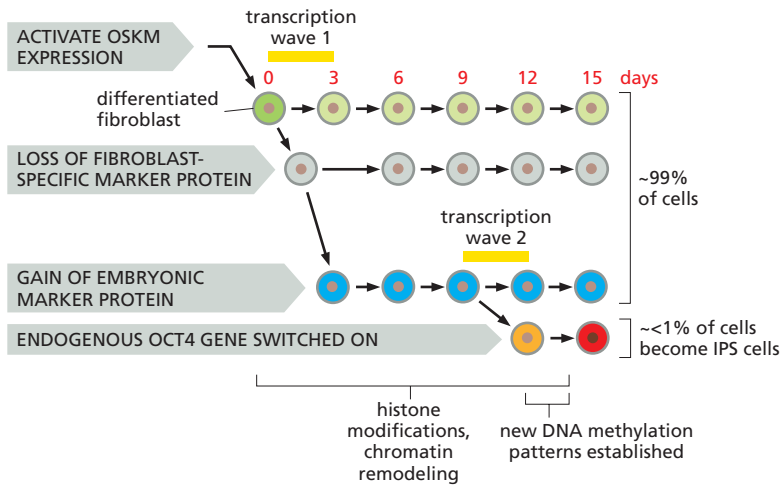 transcription
wave 1
ACTIVATE OSKM
EXPRESSION
0 3 6 9 12 15 days
differentiated
fibroblast
LOSS OF FIBROBLAST-
SPECIFIC MARKER PROTEIN
~99%
of cells
transcription
wave 2
GAIN OF EMBRYONIC
MARKER PROTEIN
ENDOGENOUS OCT4 GENE SWITCHED ON
~<1% of cells
become IPS cells
histone
modifications,
chromatin
remodeling
new DNA methylation
patterns established